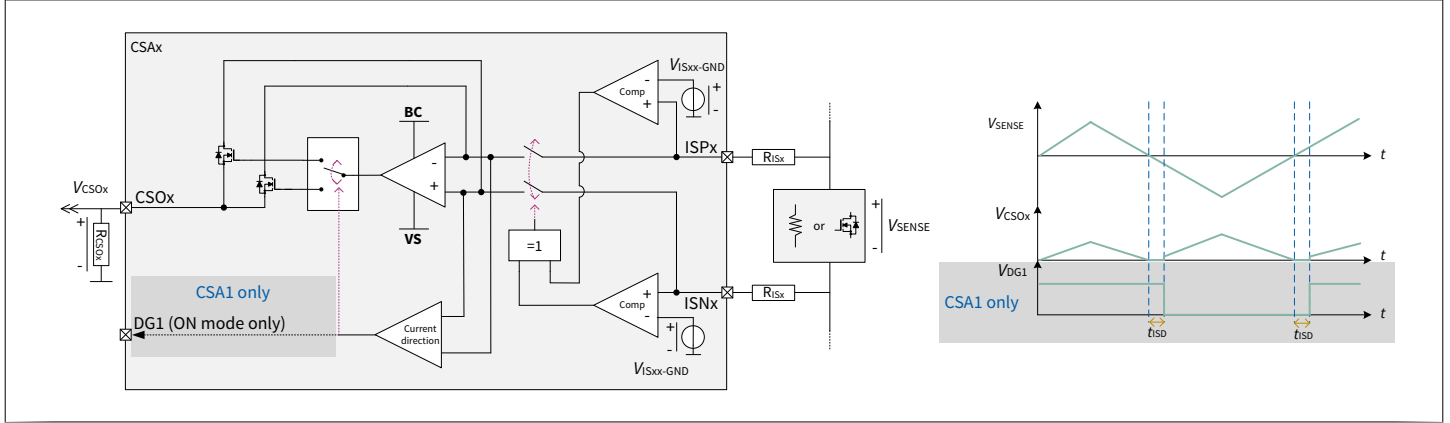 CSAx
VISxx-GND
Comp
-
+
+
-
BC
ISPx
RISx
-
+
VCSOx
CSOx
+
-
RCSOx
VS
=1
or
+
-
VSENSE
CSA1 only
DG1 (ON mode only)
Current
direction
Comp
+
-
ISNx
RISx
+
-
VISxx-GND
VSENSE
t
VCSOx
t
VDG1
CSA1 only
t
tISD
tISD